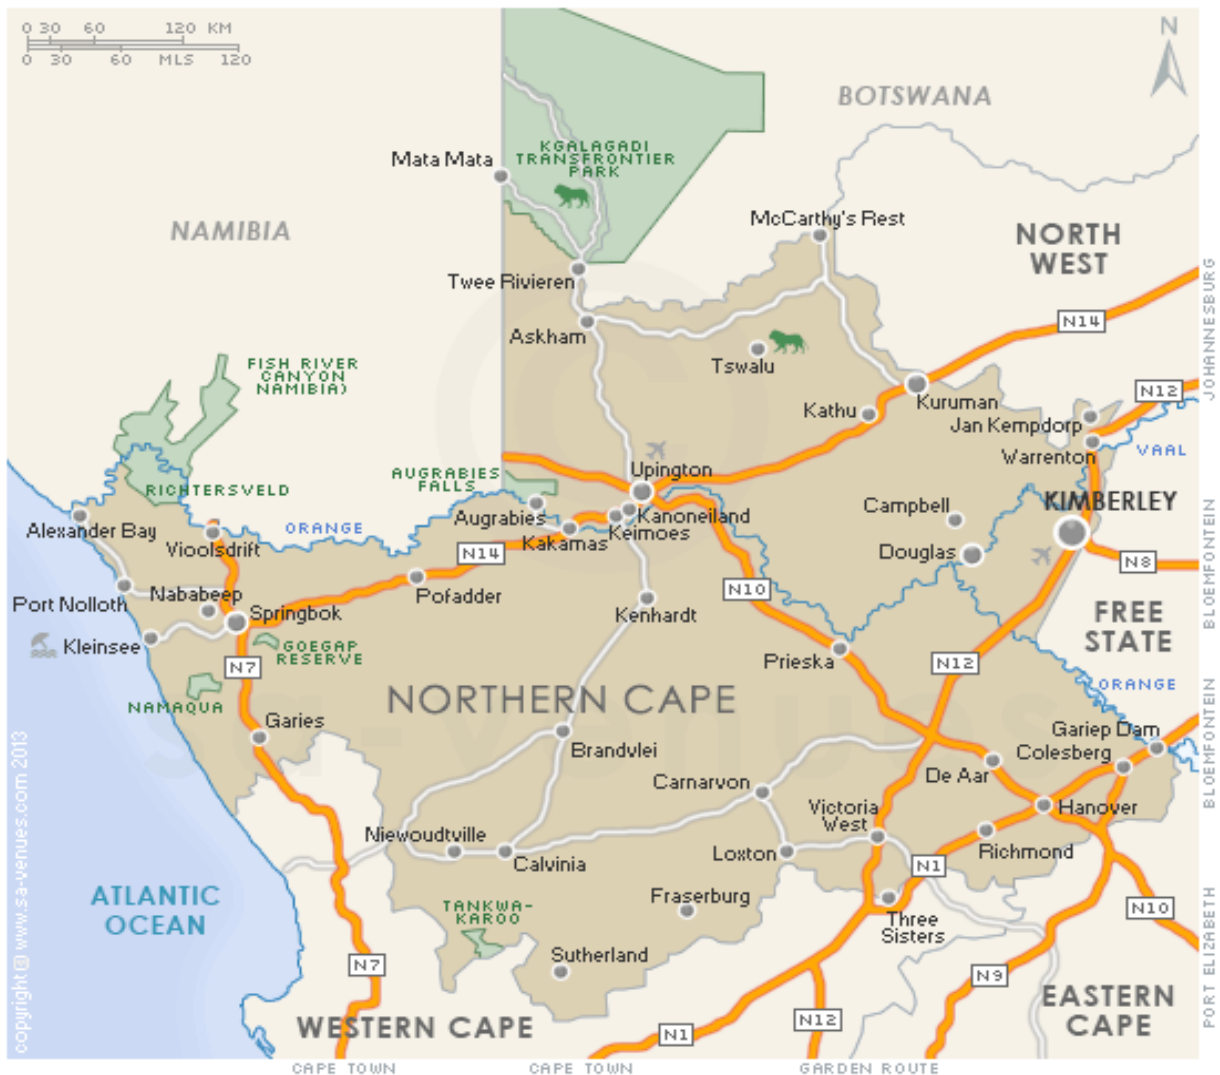 0 30 60 120 KM
0 30 60 MLS 120
N
BOTSWANA
KGALAGADI
TRANSFRONTIER
PARK
Mata Mata
NAMIBIA
McCarthy's Rest
NORTH
WEST
Twee Rivieren
JOHANNESBURG
N14
Askham
Tswalu
FISH RIVER
CANYON
NAMIBIA)
N12
Kathu
Kuruman
Jan Kempdorp
Warrenton
VAAL
Upington
AUGRABIES
FALLS
RICHTERSVELD
KIMBERLEY
Campbell
Alexander Bay
ORANGE
Augrabies
Kanoneiland
Keimoes
Kakamas
Vioolsdrift
N14
Douglas
N8
BLOEMFONTEIN
Port Nolloth
Nababeep
Springbok
Pofadder
N10
Kenhardt
FREE
STATE
Kleinsee
GOEGAP
RESERVE
N7
Prieska
N12
ORANGE
NAMAQUA
NORTHERN CAPE
sa-venues
Garies
Brandvlei
Gariep Dam
Colesberg
BLOEMFONTEIN
De Aar
Carnarvon
Victoria
West
Hanover
Niewoudtville
Calvinia
Loxton
Richmond
N1
ATLANTIC
OCEAN
TANKWA-
KAROO
Fraserburg
Three
Sisters
N10
PORT ELIZABETH
Sutherland
N7
N9
EASTERN
CAPE
WESTERN CAPE
N1
N12
copyright © www.sa-venues.com 2013
CAPE TOWN
CAPE TOWN
GARDEN ROUTE